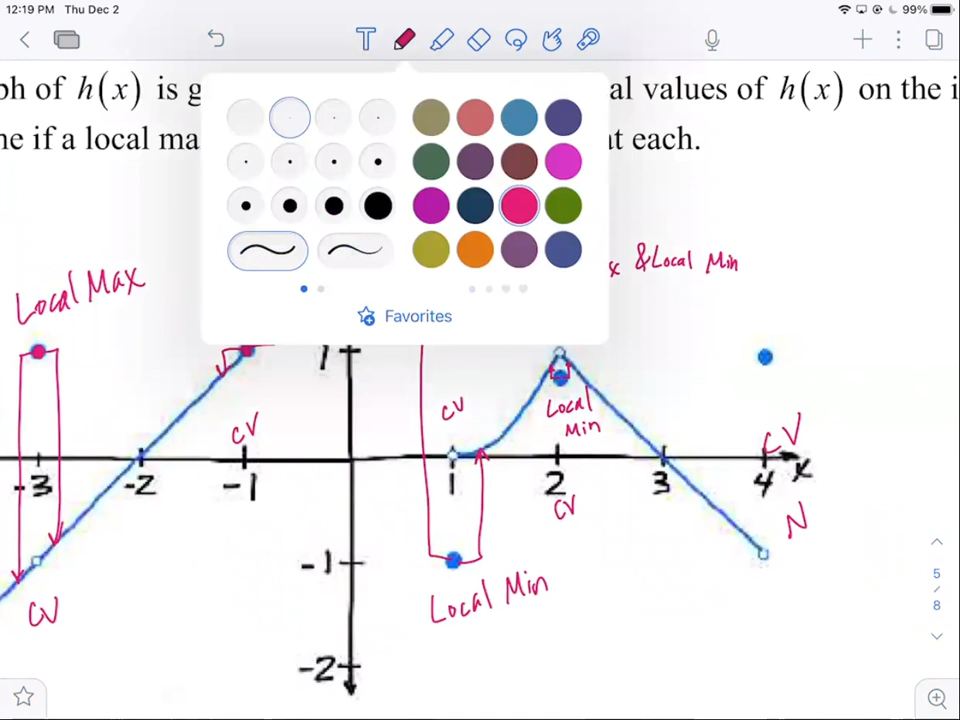 12:19 PM Thu Dec 2
99%
T
ph of h(x) is g
al values of h(x) on the i
ne if a local ma
at each.
Favorites
x & Local Min
Local Max
1
CV
CV
Local
Min
CV
-3
-2
-1
1
2
3
4
x
CV
N
-1
CV
Local Min
-2
5
/
8